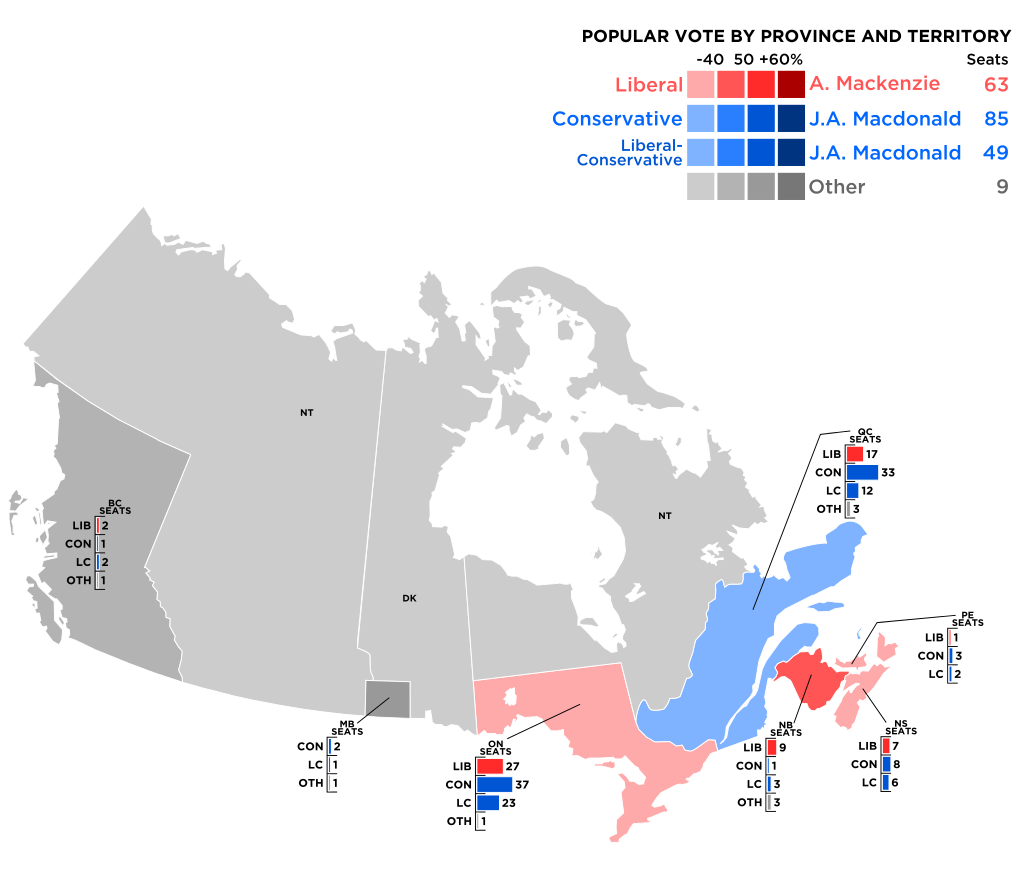 POPULAR VOTE BY PROVINCE AND TERRITORY
-40 50 +60% Seats
Liberal A. Mackenzie 63
Conservative J.A. Macdonald 85
Liberal-
Conservative J.A. Macdonald 49
Other 9
NT
NT
DK
BC
SEATS
LIB 2
CON 1
LC 2
OTH 1
MB
SEATS
CON 2
LC 1
OTH 1
ON
SEATS
LIB 27
CON 37
LC 23
OTH 1
QC
SEATS
LIB 17
CON 33
LC 12
OTH 3
NB
SEATS
LIB 9
CON 1
LC 3
OTH 3
PE
SEATS
LIB 1
CON 3
LC 2
NS
SEATS
LIB 7
CON 8
LC 6